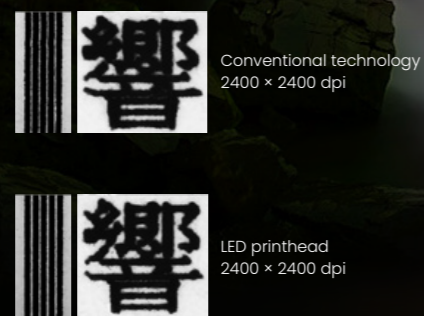 響
Conventional technology
2400 × 2400 dpi
響
LED printhead
2400 × 2400 dpi